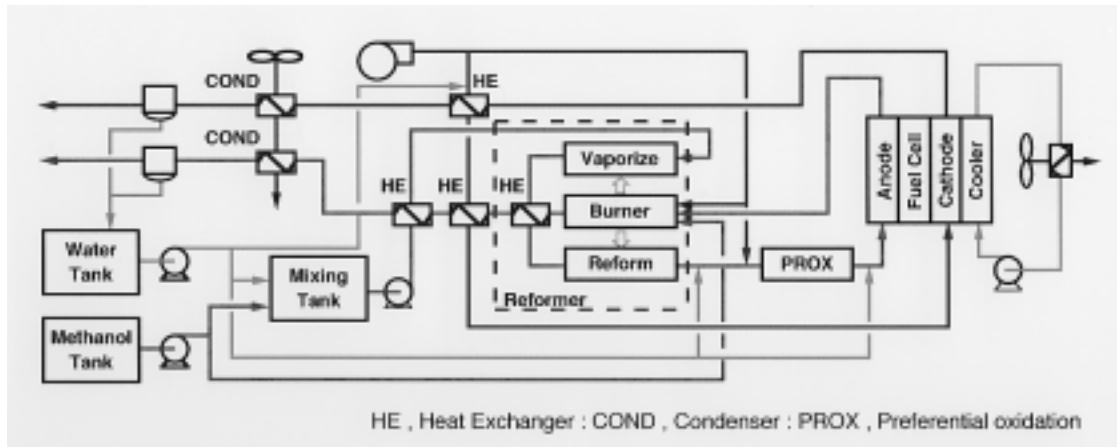 COND
HE
COND
Vaporize
HE
HE
HE
Burner
Anode
Fuel Cell
Cathode
Cooler
Water
Tank
Mixing
Tank
Reform
PROX
Reformer
Methanol
Tank
HE , Heat Exchanger : COND , Condenser : PROX , Preferential oxidation